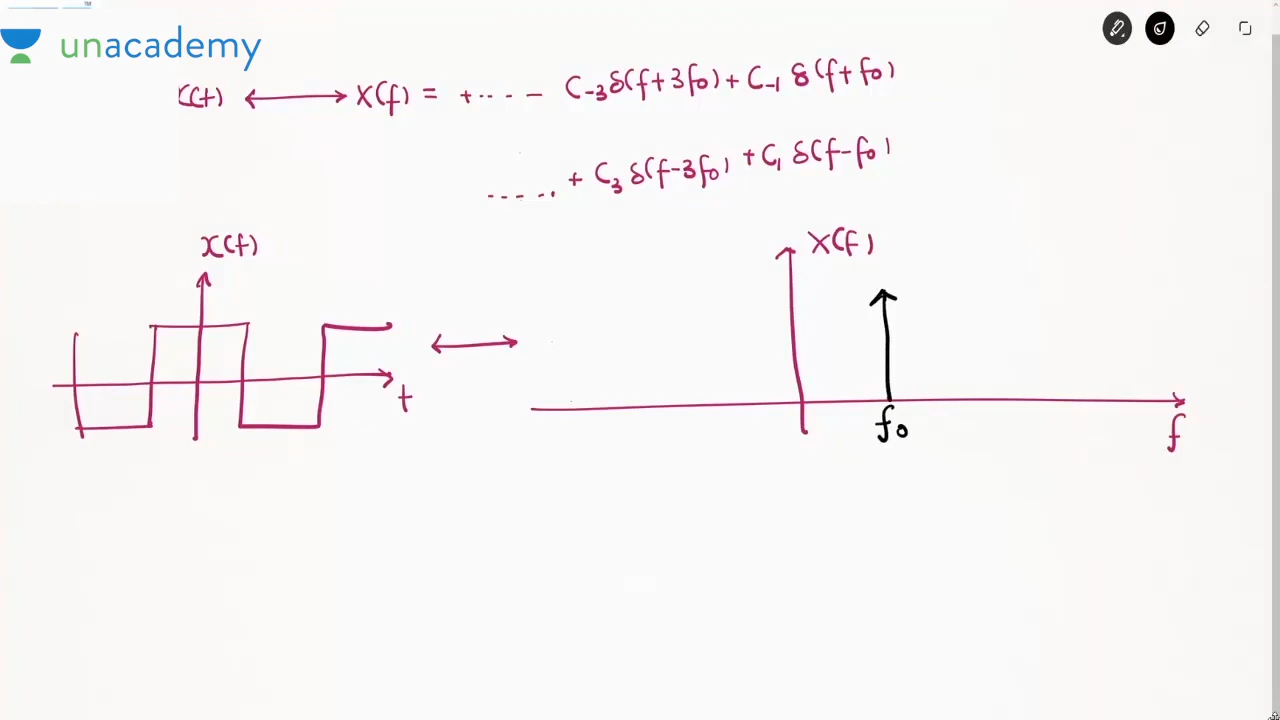 unacademy
x(t) ⟷ X(f) = + ---- – C₋₃δ(f+3f₀) + C₋₁ δ(f+f₀)
----- . + C₃ δ(f-3f₀) + C₁ δ(f-f₀)
x(t)
X(f)
t
f₀
f